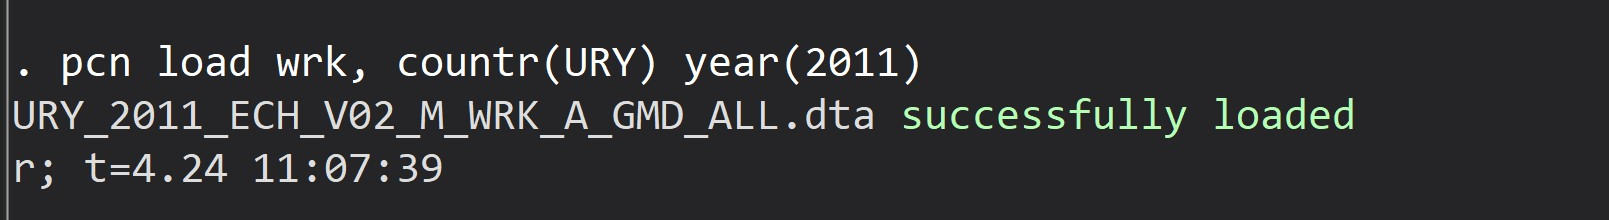 . pcn load wrk, countr(URY) year(2011)
URY_2011_ECH_V02_M_WRK_A_GMD_ALL.dta successfully loaded
r; t=4.24 11:07:39